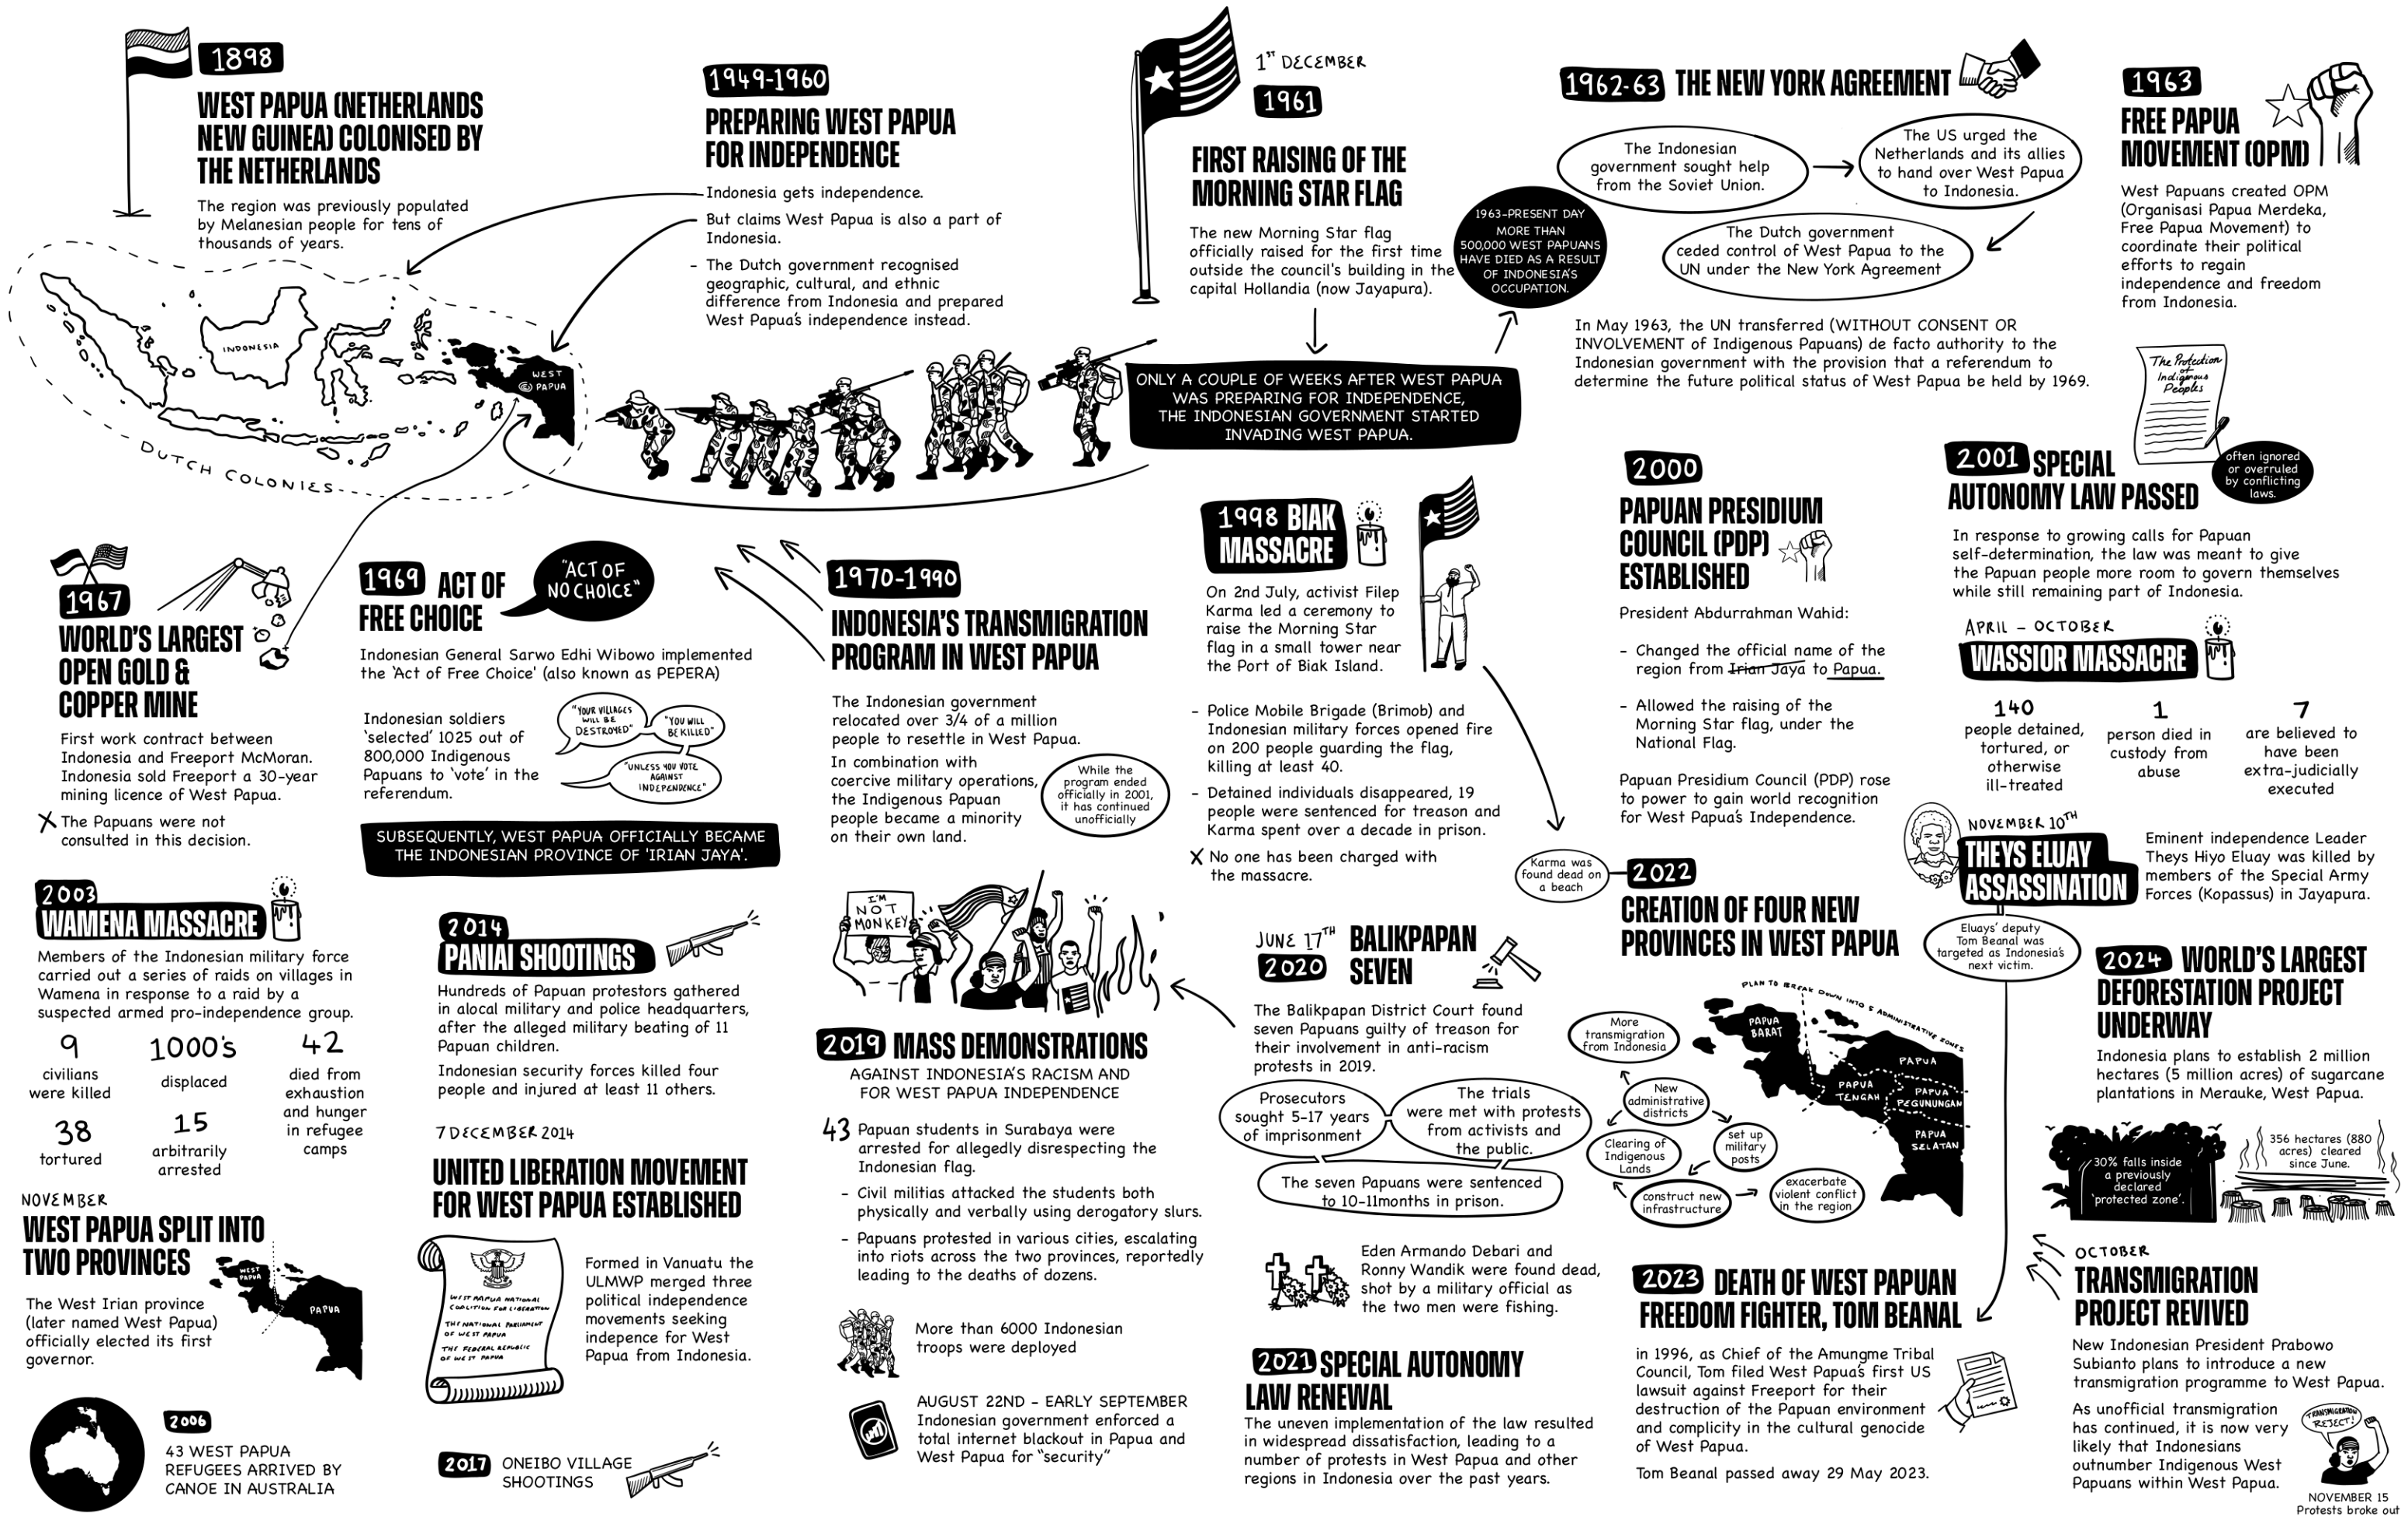 1898
WEST PAPUA (NETHERLANDS
NEW GUINEA) COLONISED BY
THE NETHERLANDS
The region was previously populated
by Melanesian people for tens of
thousands of years.
INDONESIA
WEST
PAPUA
DUTCH COLONIES
1949-1960
PREPARING WEST PAPUA
FOR INDEPENDENCE
Indonesia gets independence.
But claims West Papua is also a part of
Indonesia.
- The Dutch government recognised
geographic, cultural, and ethnic
difference from Indonesia and prepared
West Papua's independence instead.
1ST DECEMBER
1961
FIRST RAISING OF THE
MORNING STAR FLAG
The new Morning Star flag
officially raised for the first time
outside the council's building in the
capital Hollandia (now Jayapura).
ONLY A COUPLE OF WEEKS AFTER WEST PAPUA
WAS PREPARING FOR INDEPENDENCE,
THE INDONESIAN GOVERNMENT STARTED
INVADING WEST PAPUA.
1963-PRESENT DAY
MORE THAN
500,000 WEST PAPUANS
HAVE DIED AS A RESULT
OF INDONESIA'S
OCCUPATION.
1962-63 THE NEW YORK AGREEMENT
The Indonesian
government sought help
from the Soviet Union.
The US urged the
Netherlands and its allies
to hand over West Papua
to Indonesia.
The Dutch government
ceded control of West Papua to the
UN under the New York Agreement
In May 1963, the UN transferred (WITHOUT CONSENT OR
INVOLVEMENT of Indigenous Papuans) de facto authority to the
Indonesian government with the provision that a referendum to
determine the future political status of West Papua be held by 1969.
1963
FREE PAPUA
MOVEMENT (OPM)
West Papuans created OPM
(Organisasi Papua Merdeka,
Free Papua Movement) to
coordinate their political
efforts to regain
independence and freedom
from Indonesia.
1967
WORLD'S LARGEST
OPEN GOLD &
COPPER MINE
First work contract between
Indonesia and Freeport McMoran.
Indonesia sold Freeport a 30-year
mining licence of West Papua.
X The Papuans were not
consulted in this decision.
1969 ACT OF
FREE CHOICE
"ACT OF
NO CHOICE"
Indonesian General Sarwo Edhi Wibowo implemented
the 'Act of Free Choice' (also known as PEPERA)
Indonesian soldiers
'selected' 1025 out of
800,000 Indigenous
Papuans to 'vote' in the
referendum.
"YOUR VILLAGES
WILL BE
DESTROYED"
"YOU WILL
BE KILLED"
"UNLESS YOU VOTE
AGAINST
INDEPENDENCE"
SUBSEQUENTLY, WEST PAPUA OFFICIALLY BECAME
THE INDONESIAN PROVINCE OF 'IRIAN JAYA'.
1970-1990
INDONESIA'S TRANSMIGRATION
PROGRAM IN WEST PAPUA
The Indonesian government
relocated over 3/4 of a million
people to resettle in West Papua.
In combination with
coercive military operations,
the Indigenous Papuan
people became a minority
on their own land.
While the
program ended
officially in 2001,
it has continued
unofficially
1998 BIAK
MASSACRE
On 2nd July, activist Filep
Karma led a ceremony to
raise the Morning Star
flag in a small tower near
the Port of Biak Island.
- Police Mobile Brigade (Brimob) and
Indonesian military forces opened fire
on 200 people guarding the flag,
killing at least 40.
- Detained individuals disappeared, 19
people were sentenced for treason and
Karma spent over a decade in prison.
X No one has been charged with
the massacre.
Karma was
found dead on
a beach
2000
PAPUAN PRESIDIUM
COUNCIL (PDP)
ESTABLISHED
President Abdurrahman Wahid:
- Changed the official name of the
region from Irian Jaya to Papua.
- Allowed the raising of the
Morning Star flag, under the
National Flag.
Papuan Presidium Council (PDP) rose
to power to gain world recognition
for West Papua's Independence.
The Protection
of
Indigenous
Peoples
often ignored
or overruled
by conflicting
laws.
2001 SPECIAL
AUTONOMY LAW PASSED
In response to growing calls for Papuan
self-determination, the law was meant to give
the Papuan people more room to govern themselves
while still remaining part of Indonesia.
APRIL - OCTOBER
WASSIOR MASSACRE
140
people detained,
tortured, or
otherwise
ill-treated
1
person died in
custody from
abuse
7
are believed to
have been
extra-judicially
executed
NOVEMBER 10TH
THEYS ELUAY
ASSASSINATION
Eminent independence Leader
Theys Hiyo Eluay was killed by
members of the Special Army
Forces (Kopassus) in Jayapura.
Eluays' deputy
Tom Beanal was
targeted as Indonesia's
next victim.
2003
WAMENA MASSACRE
Members of the Indonesian military force
carried out a series of raids on villages in
Wamena in response to a raid by a
suspected armed pro-independence group.
9
civilians
were killed
1000's
displaced
42
died from
exhaustion
and hunger
in refugee
camps
38
tortured
15
arbitrarily
arrested
NOVEMBER
WEST PAPUA SPLIT INTO
TWO PROVINCES
The West Irian province
(later named West Papua)
officially elected its first
governor.
WEST
PAPUA
PAPUA
2006
43 WEST PAPUA
REFUGEES ARRIVED BY
CANOE IN AUSTRALIA
2014
PANIAI SHOOTINGS
Hundreds of Papuan protestors gathered
in alocal military and police headquarters,
after the alleged military beating of 11
Papuan children.
Indonesian security forces killed four
people and injured at least 11 others.
7 DECEMBER 2014
UNITED LIBERATION MOVEMENT
FOR WEST PAPUA ESTABLISHED
WEST PAPUA NATIONAL
COALITION FOR LIBERATION
THE NATIONAL PARLIAMENT
OF WEST PAPUA
THE FEDERAL REPUBLIC
OF WEST PAPUA
Formed in Vanuatu the
ULMWP merged three
political independence
movements seeking
indepence for West
Papua from Indonesia.
2017 ONEIBO VILLAGE
SHOOTINGS
I'M
NOT
MONKEY
2019 MASS DEMONSTRATIONS
AGAINST INDONESIA'S RACISM AND
FOR WEST PAPUA INDEPENDENCE
43 Papuan students in Surabaya were
arrested for allegedly disrespecting the
Indonesian flag.
- Civil militias attacked the students both
physically and verbally using derogatory slurs.
- Papuans protested in various cities, escalating
into riots across the two provinces, reportedly
leading to the deaths of dozens.
More than 6000 Indonesian
troops were deployed
AUGUST 22ND - EARLY SEPTEMBER
Indonesian government enforced a
total internet blackout in Papua and
West Papua for "security"
JUNE 17TH
2020
BALIKPAPAN
SEVEN
The Balikpapan District Court found
seven Papuans guilty of treason for
their involvement in anti-racism
protests in 2019.
Prosecutors
sought 5-17 years
of imprisonment
The trials
were met with protests
from activists and
the public.
The seven Papuans were sentenced
to 10-11months in prison.
Eden Armando Debari and
Ronny Wandik were found dead,
shot by a military official as
the two men were fishing.
2021 SPECIAL AUTONOMY
LAW RENEWAL
The uneven implementation of the law resulted
in widespread dissatisfaction, leading to a
number of protests in West Papua and other
regions in Indonesia over the past years.
2022
CREATION OF FOUR NEW
PROVINCES IN WEST PAPUA
PLAN TO BREAK DOWN INTO 5 ADMINISTRATIVE ZONES
PAPUA
BARAT
PAPUA
PAPUA
TENGAH
PAPUA
PEGUNUNGAN
PAPUA
SELATAN
More
transmigration
from Indonesia
New
administrative
districts
Clearing of
Indigenous
Lands
set up
military
posts
construct new
infrastructure
exacerbate
violent conflict
in the region
2023 DEATH OF WEST PAPUAN
FREEDOM FIGHTER, TOM BEANAL
in 1996, as Chief of the Amungme Tribal
Council, Tom filed West Papua's first US
lawsuit against Freeport for their
destruction of the Papuan environment
and complicity in the cultural genocide
of West Papua.
Tom Beanal passed away 29 May 2023.
2024 WORLD'S LARGEST
DEFORESTATION PROJECT
UNDERWAY
Indonesia plans to establish 2 million
hectares (5 million acres) of sugarcane
plantations in Merauke, West Papua.
30% falls inside
a previously
declared
'protected zone'.
356 hectares (880
acres) cleared
since June.
OCTOBER
TRANSMIGRATION
PROJECT REVIVED
New Indonesian President Prabowo
Subianto plans to introduce a new
transmigration programme to West Papua.
As unofficial transmigration
has continued, it is now very
likely that Indonesians
outnumber Indigenous West
Papuans within West Papua.
TRANSMIGRATION
REJECT!
NOVEMBER 15
Protests broke out